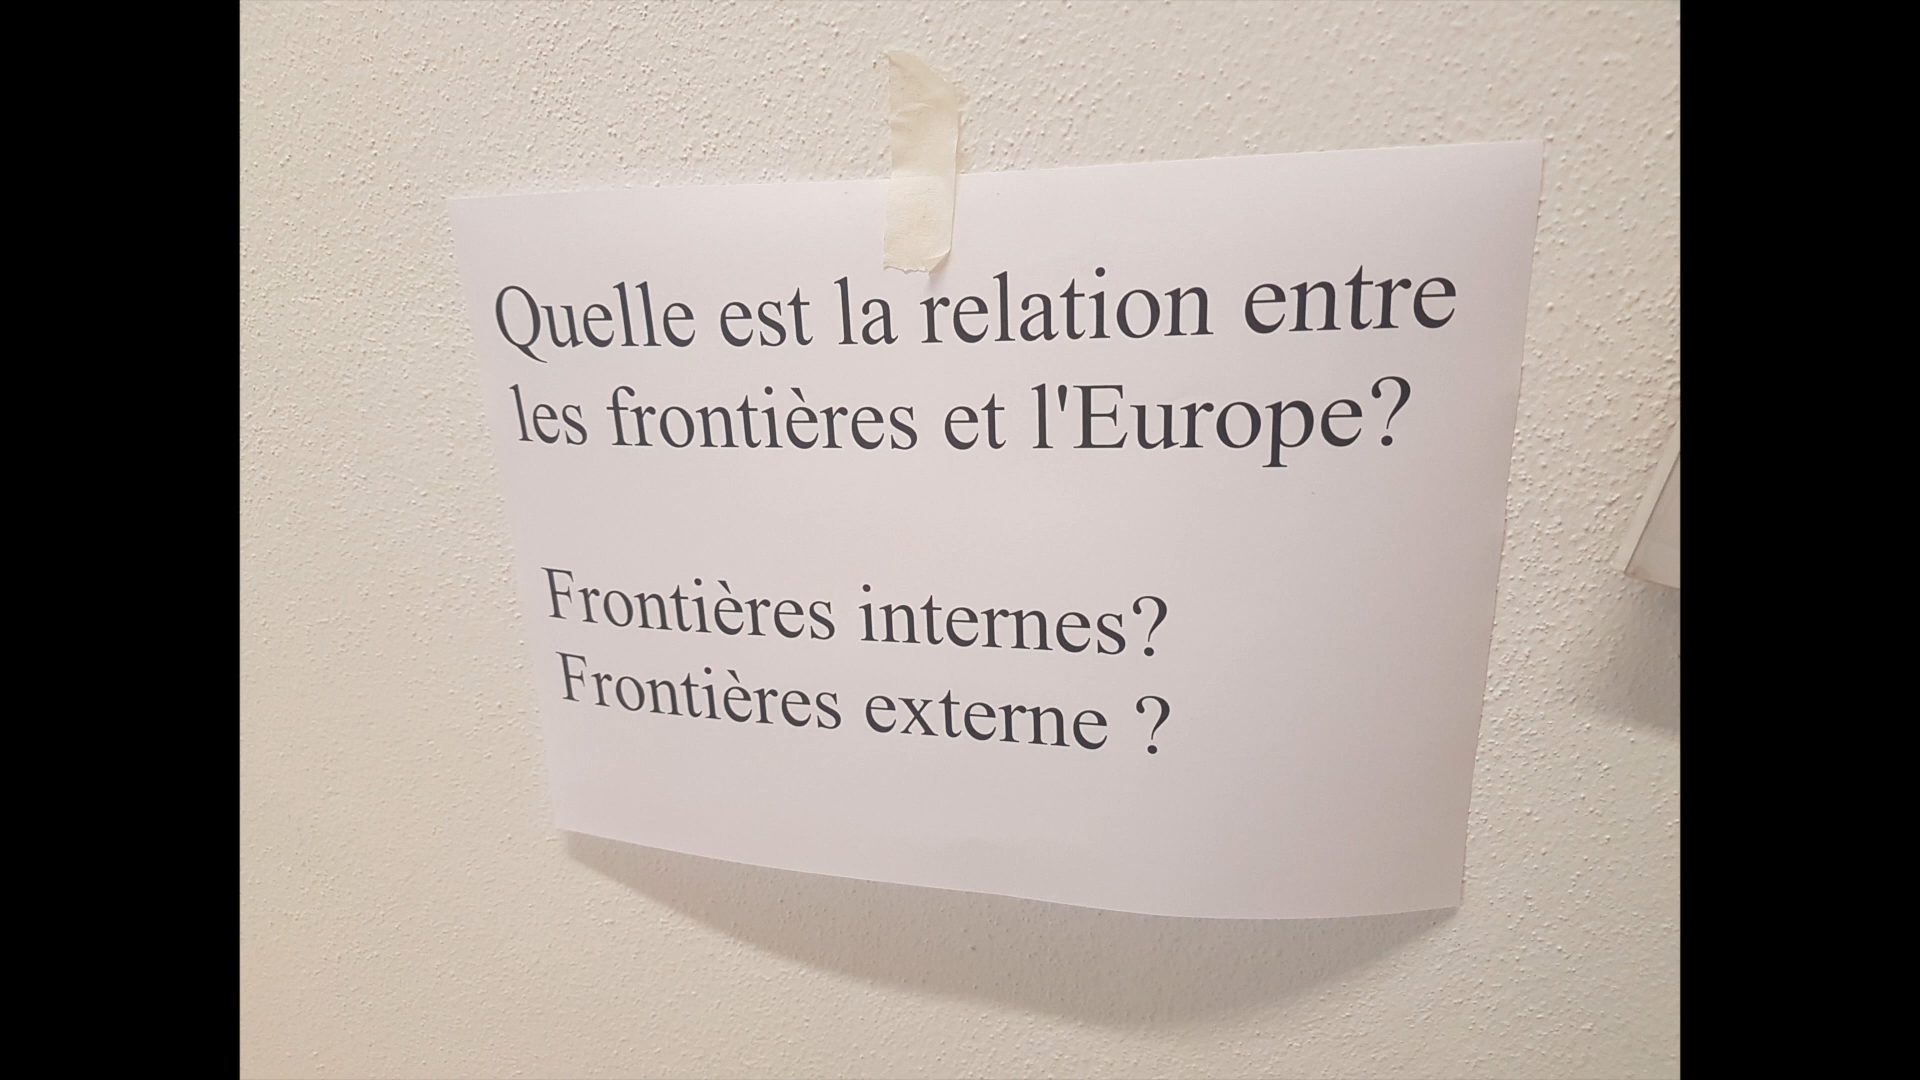 Quelle est la relation entre
les frontières et l'Europe?
Frontières internes?
Frontières externe ?